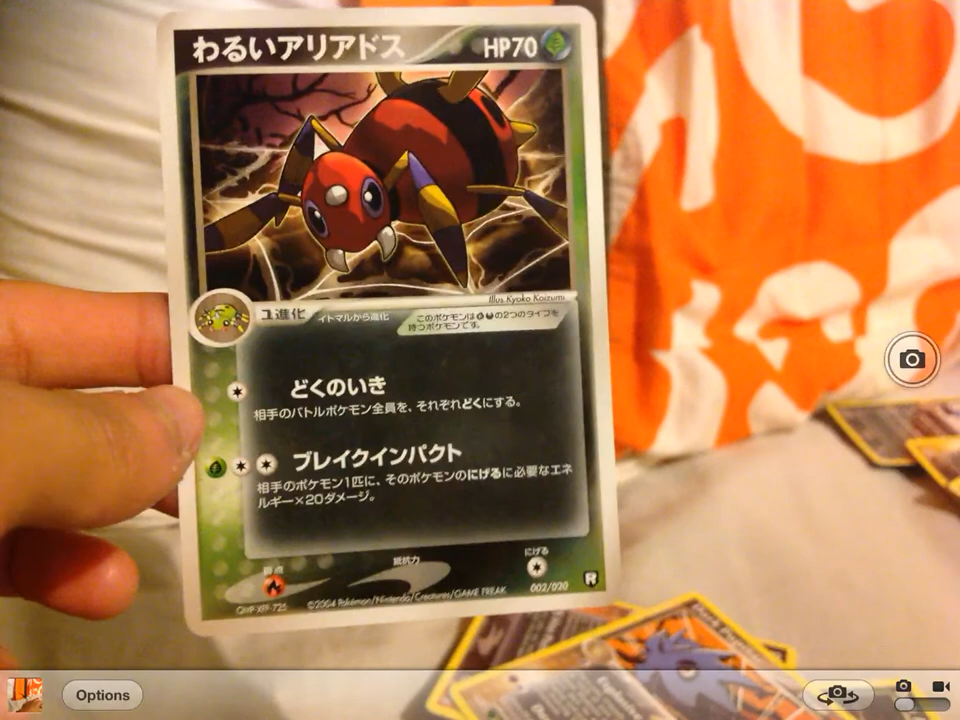 わるいアリアドス HP70
Illus. Kyoko Koizumi
1進化 イトマルから進化
このポケモンはの2つのタイプを
持つポケモンです。
どくのいき
相手のバトルポケモン全員を、それぞれどくにする。
ブレイクインパクト
相手のポケモン1匹に、そのポケモンのにげるに必要なエネ
ルギー×20ダメージ。
弱点 抵抗力 にげる
002/020 R
©2004 Pokémon/Nintendo/Creatures/GAME FREAK
Options